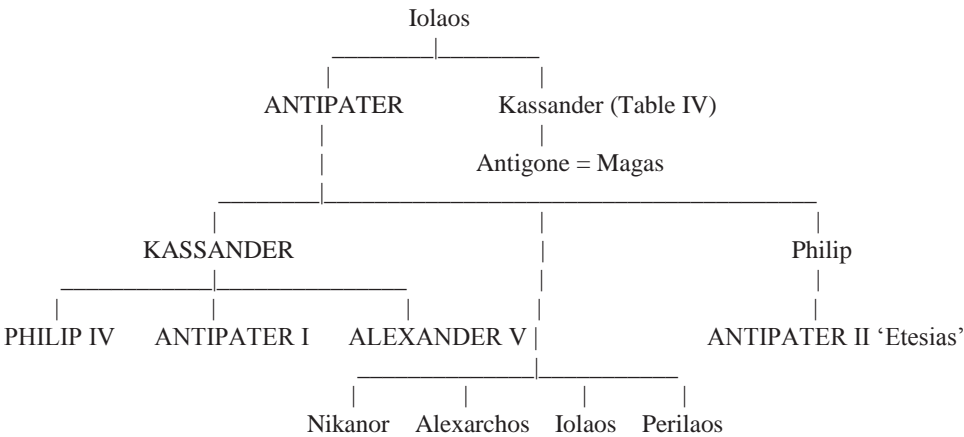 Iolaos
ANTIPATER Kassander (Table IV)
Antigone = Magas
KASSANDER Philip
PHILIP IV ANTIPATER I ALEXANDER V ANTIPATER II ‘Etesias’
Nikanor Alexarchos Iolaos Perilaos